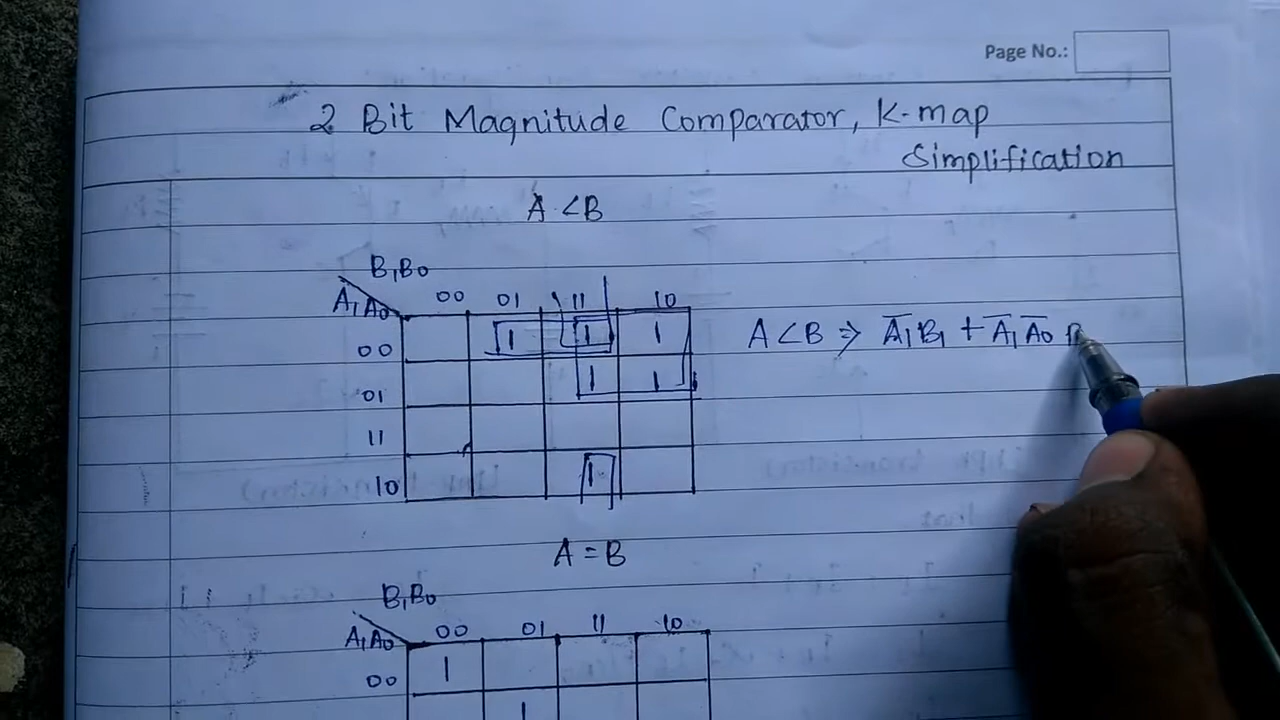 Page No.:
2 Bit Magnitude Comparator, K-map
Simplification
A <B
B₁B₀
A₁A₀ 00 01 11 10
00 1 1 1
01 1 1
11
10 1
A <B ⇒ A̅₁B₁ + A̅₁A̅₀ B
A = B
B₁B₀
A₁A₀ 00 01 11 10
00 1
1